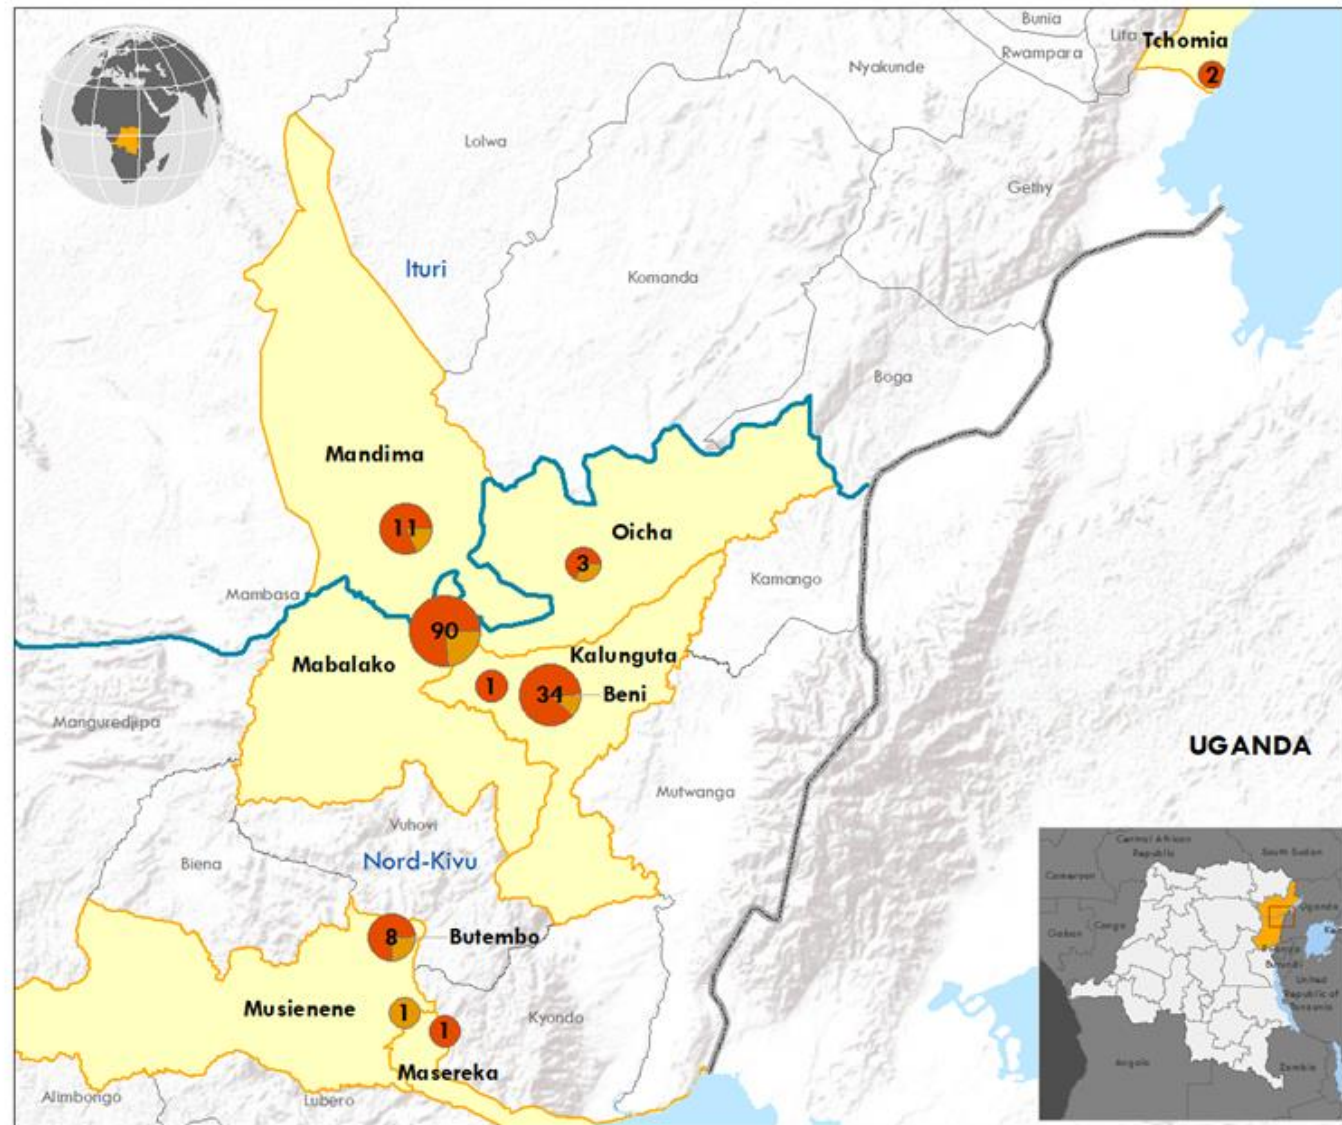 Bunia
Lita
Tchomia
Rwampara
Nyakunde
2
Lolwa
Gethy
Ituri
Komanda
Boga
Mandima
11
Oicha
3
Kamango
Mambasa
90
Kalunguta
Mabalako
1
34
Beni
Manguredjipa
UGANDA
Mutwanga
Vuhovi
Biena
Nord-Kivu
8
Butembo
Musienene
1
1
Kyondo
Masereka
Alimbongo
Lubero
Central African
Republic
South Sudan
Cameroon
Uganda
Gabon
Congo
Burundi
United
Republic of
Tanzania
Angola
Zambia